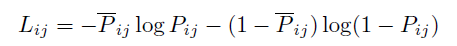 $L_{ij} = -\overline{P}_{ij} \log P_{ij} - (1 - \overline{P}_{ij}) \log(1 - P_{ij})$